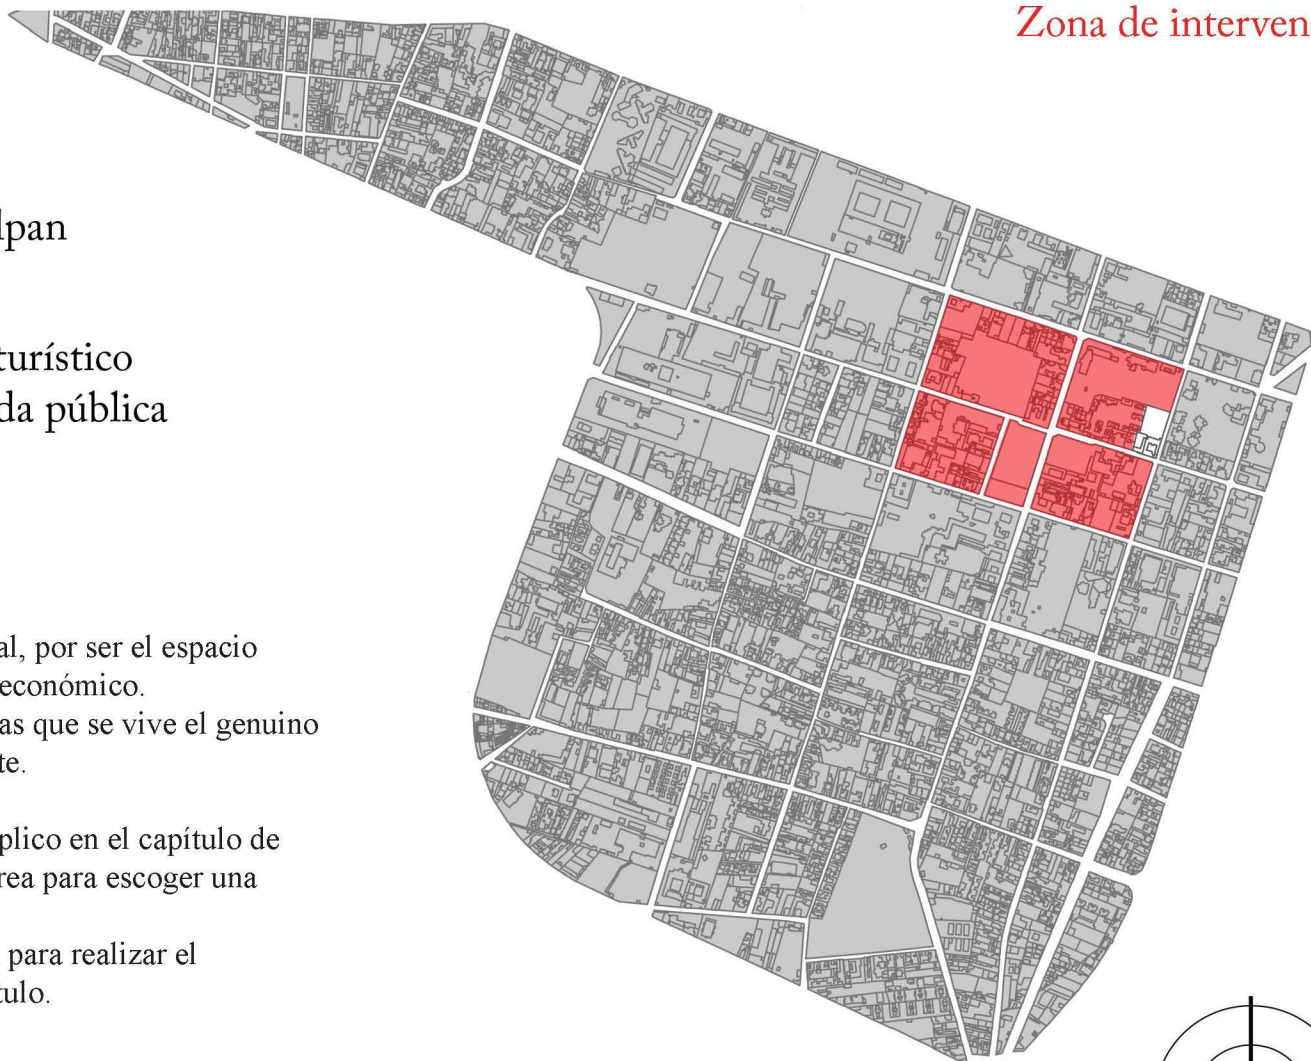 Zona de interven
lpan
turístico
da pública
al, por ser el espacio
económico.
as que se vive el genuino
te.
plico en el capítulo de
rea para escoger una
para realizar el
tulo.